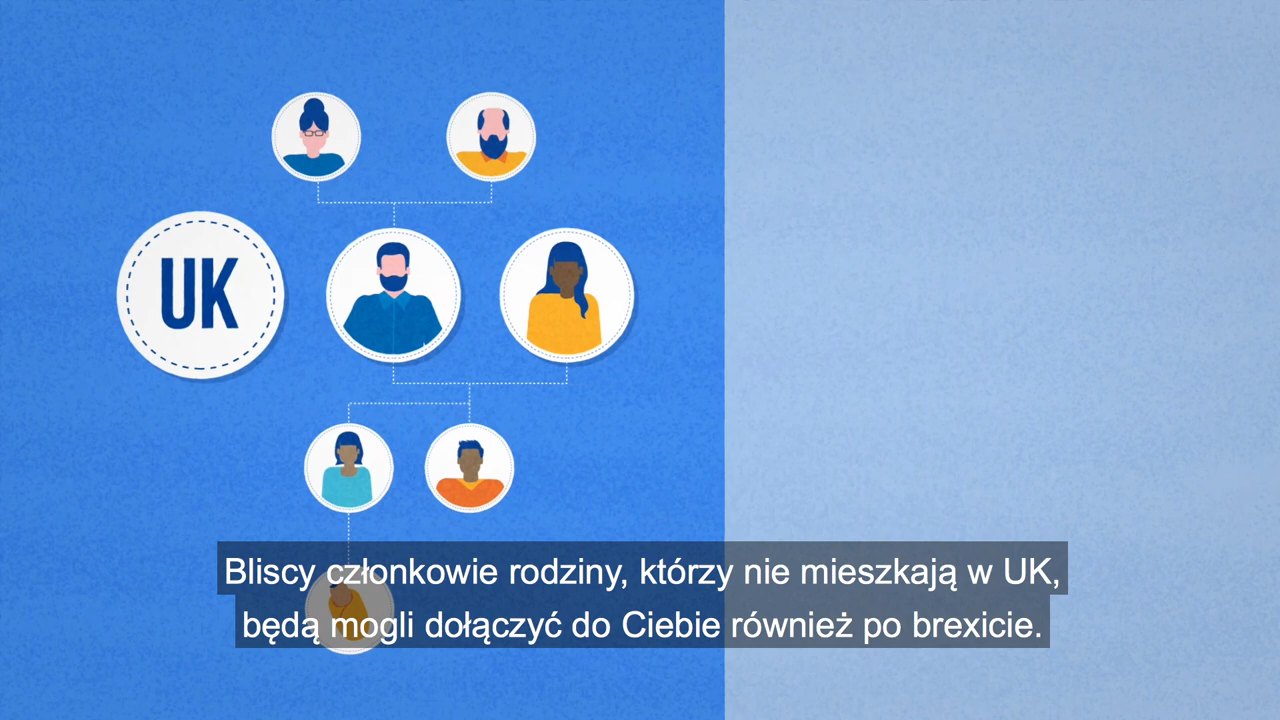 UK
Bliscy członkowie rodziny, którzy nie mieszkają w UK,
będą mogli dołączyć do Ciebie również po brexicie.